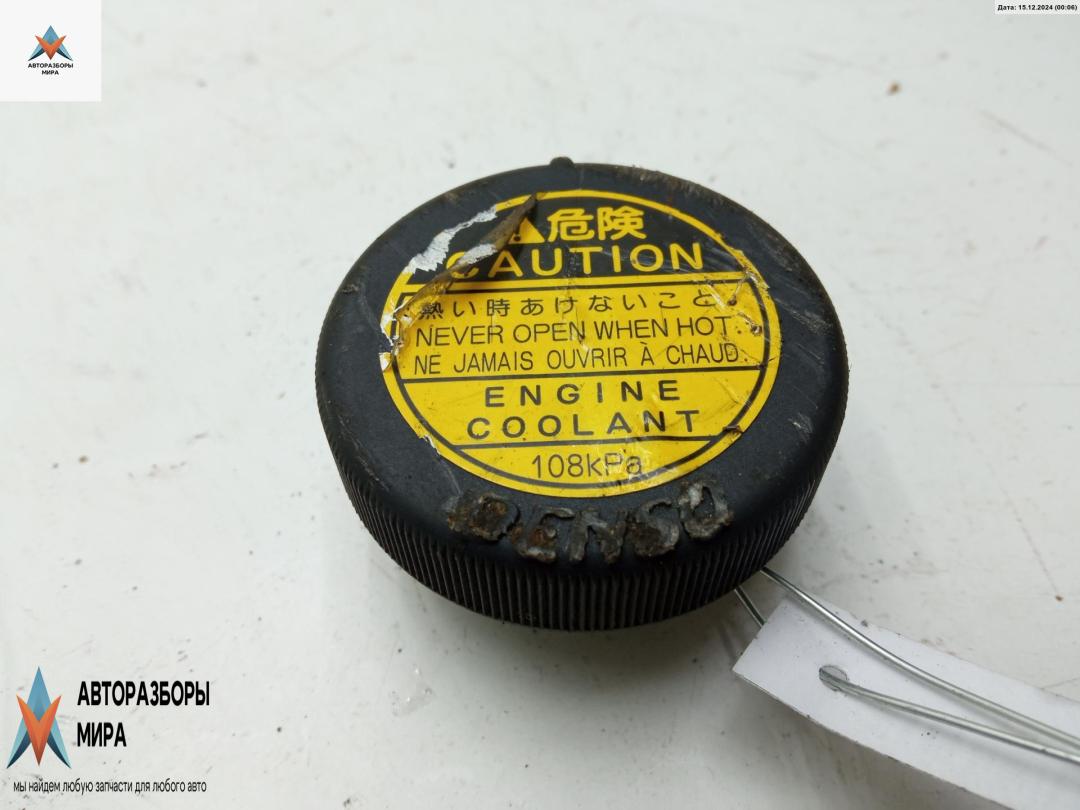 Дата: 15.12.2024 (00:06)
АВТОРАЗБОРЫ
МИРА
危険
CAUTION
熱い時あけないこと
NEVER OPEN WHEN HOT
NE JAMAIS OUVRIR À CHAUD
ENGINE
COOLANT
108kPa
DENSO
АВТОРАЗБОРЫ
МИРА
мы найдем любую запчасти для любого авто